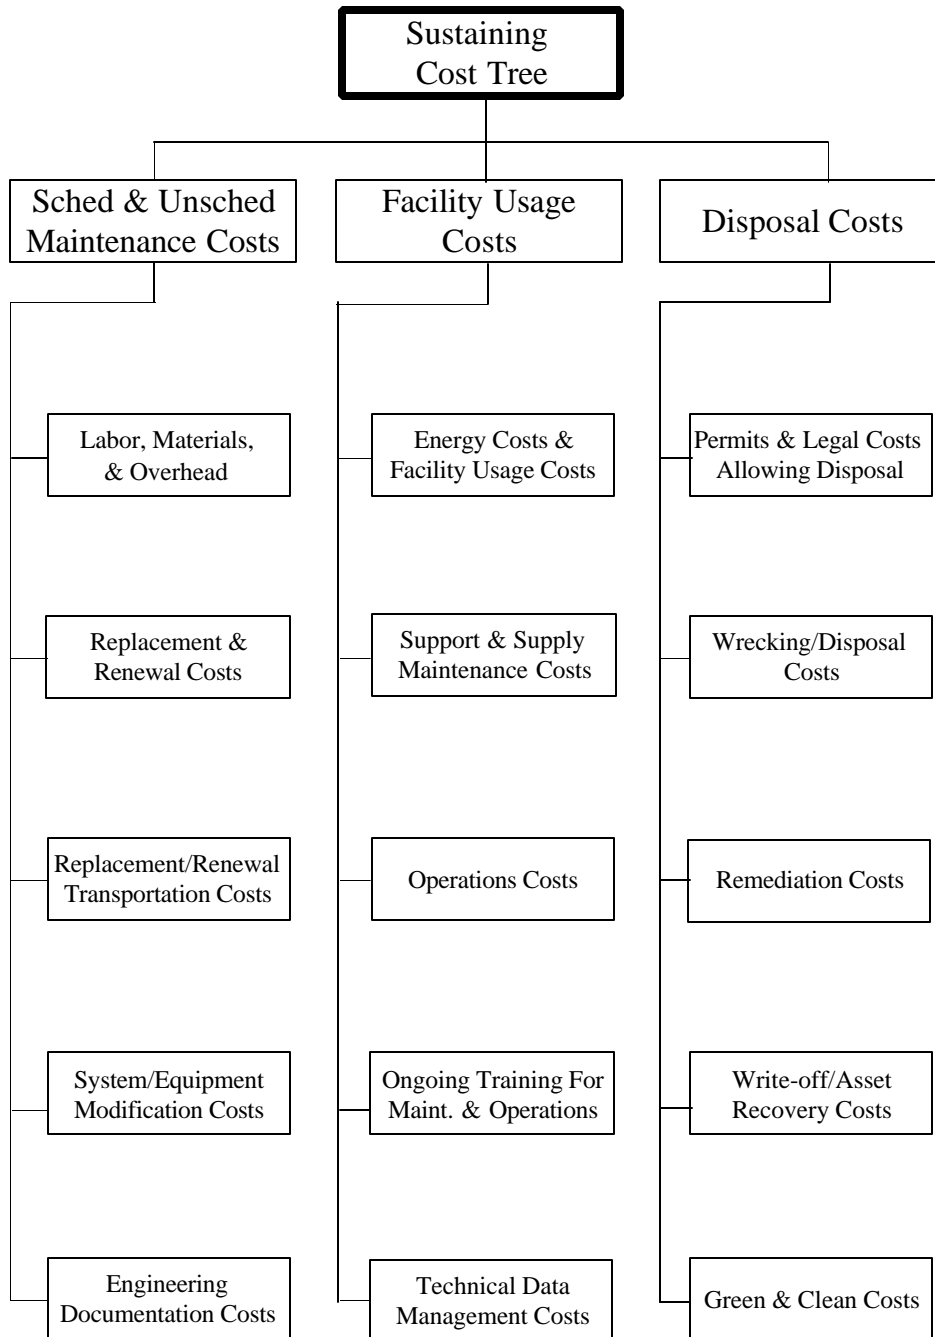 Sustaining
Cost Tree
Sched & Unsched
Maintenance Costs
Facility Usage
Costs
Disposal Costs
Labor, Materials,
& Overhead
Energy Costs &
Facility Usage Costs
Permits & Legal Costs
Allowing Disposal
Replacement &
Renewal Costs
Support & Supply
Maintenance Costs
Wrecking/Disposal
Costs
Replacement/Renewal
Transportation Costs
Operations Costs
Remediation Costs
System/Equipment
Modification Costs
Ongoing Training For
Maint. & Operations
Write-off/Asset
Recovery Costs
Engineering
Documentation Costs
Technical Data
Management Costs
Green & Clean Costs